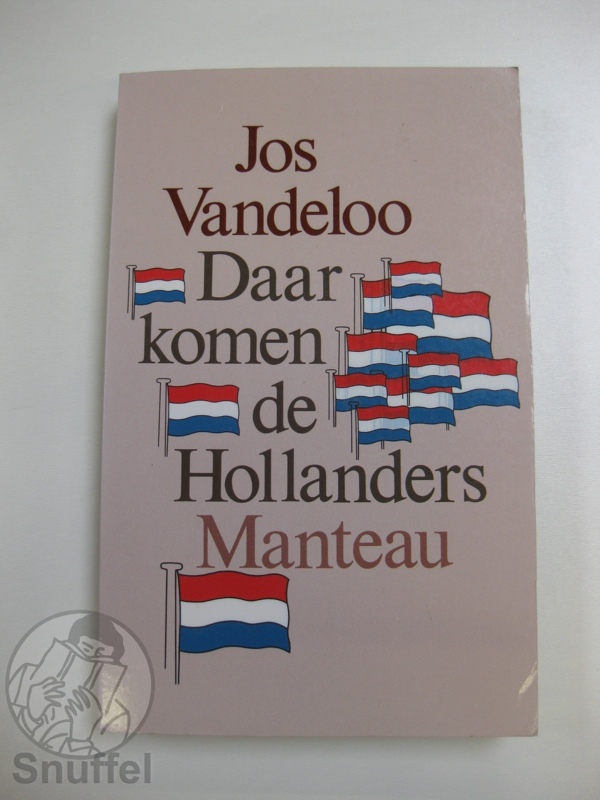 Jos
Vandeloo
Daar
komen
de
Hollanders
Manteau
Snuffel